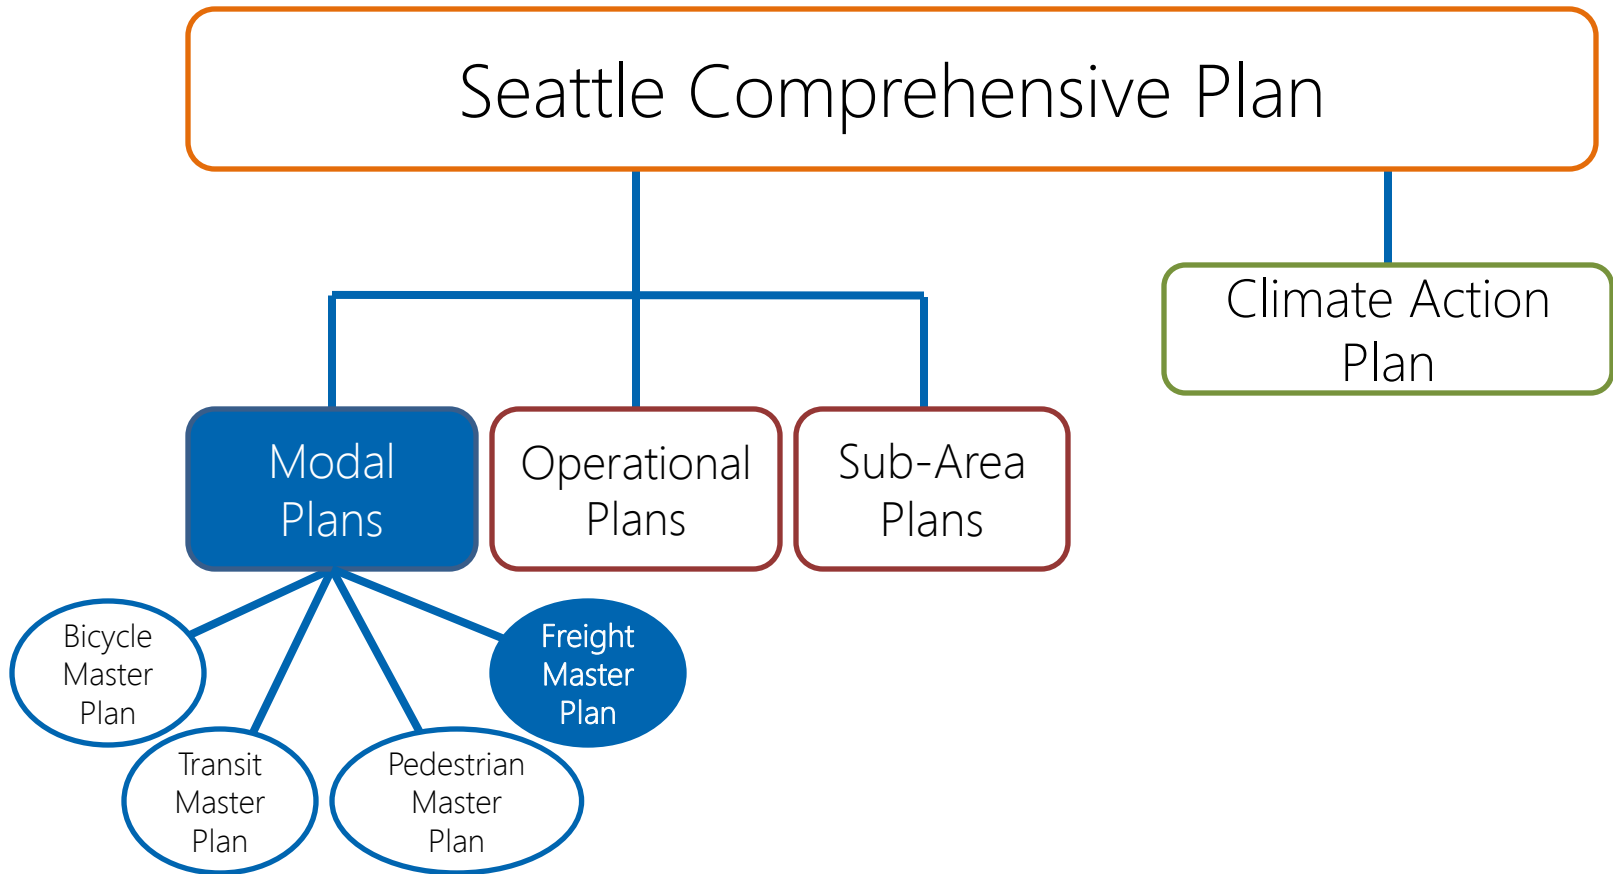 Seattle Comprehensive Plan
Climate Action
Plan
Modal
Plans
Operational
Plans
Sub-Area
Plans
Bicycle
Master
Plan
Transit
Master
Plan
Pedestrian
Master
Plan
Freight
Master
Plan